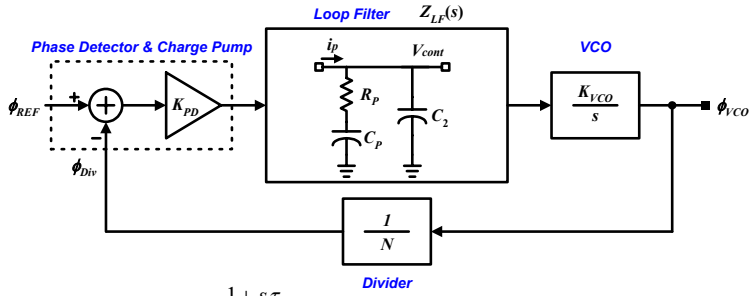 Loop Filter Z_LF(s)
Phase Detector & Charge Pump
i_p
V_cont
VCO
ϕ_REF
+
+
−
K_PD
R_P
C_P
C_2
K_VCO
s
ϕ_VCO
ϕ_Div
1
N
Divider